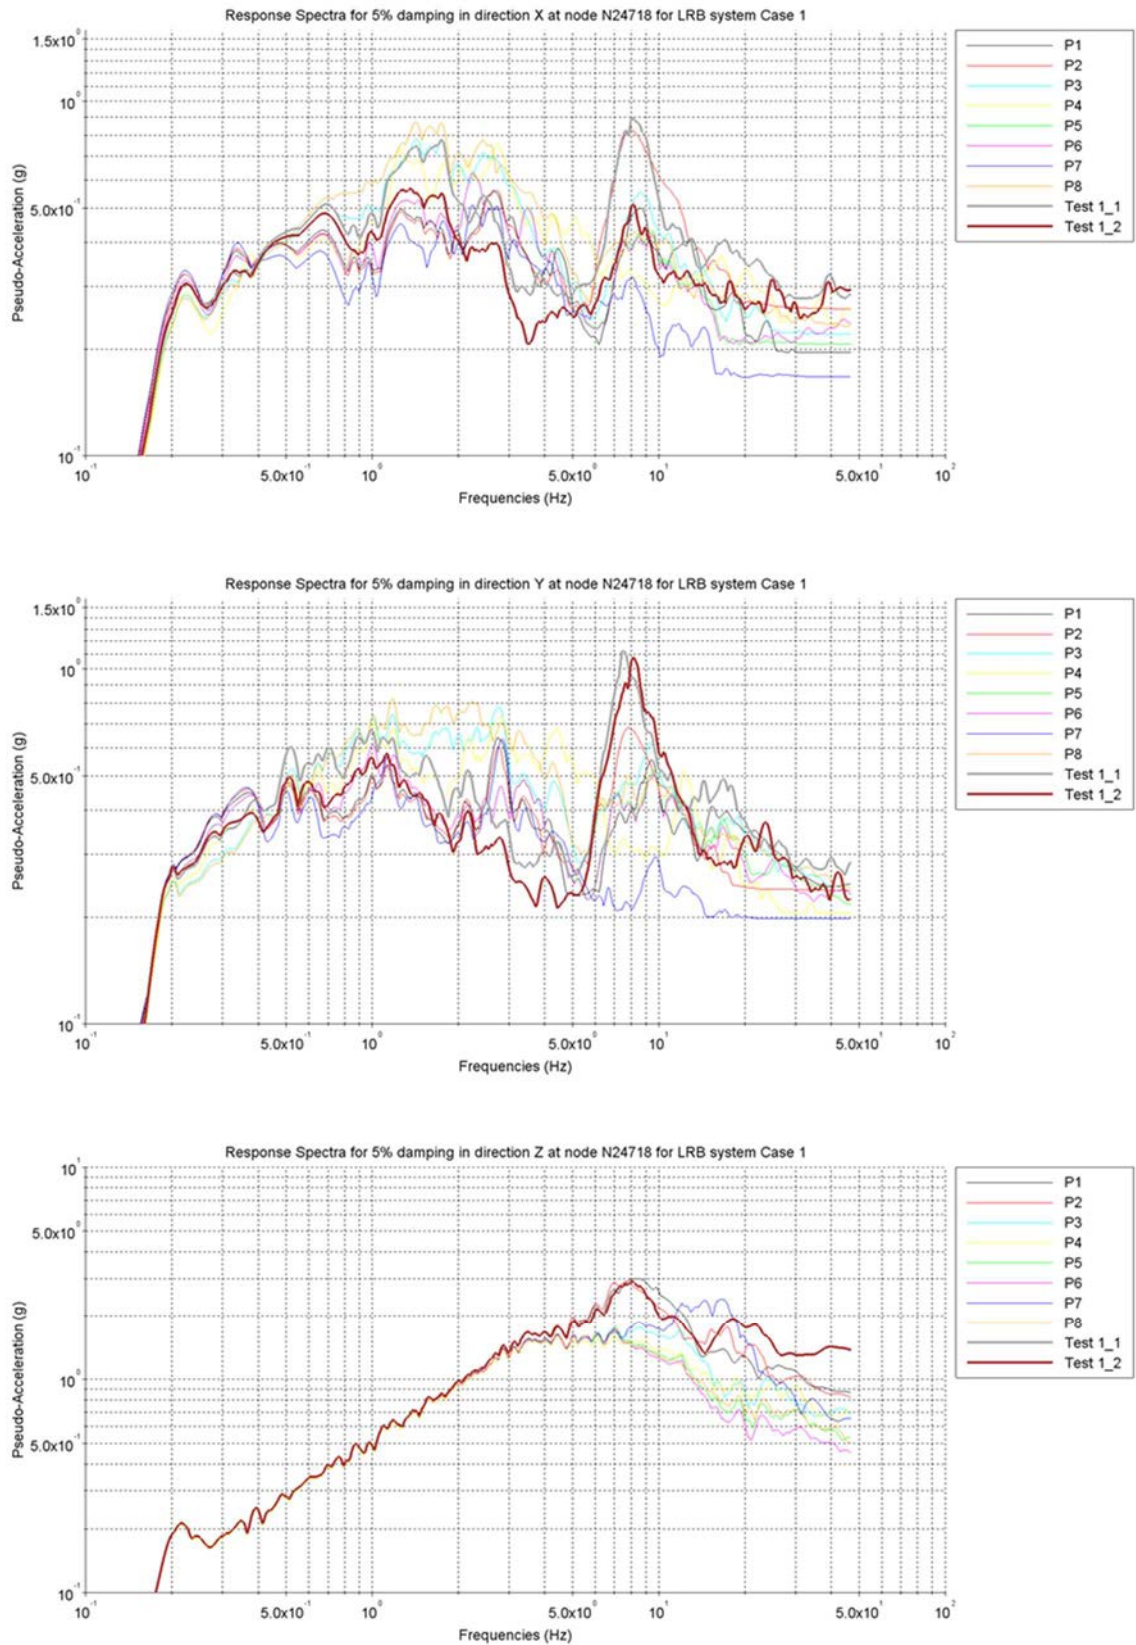 Response Spectra for 5% damping in direction X at node N24718 for LRB system Case 1
1.5x10⁰
10⁰
5.0x10⁻¹
10⁻¹
Pseudo-Acceleration (g)
10⁻¹ 5.0x10⁻¹ 10⁰ 5.0x10⁰ 10¹ 5.0x10¹ 10²
Frequencies (Hz)
P1
P2
P3
P4
P5
P6
P7
P8
Test 1_1
Test 1_2
Response Spectra for 5% damping in direction Y at node N24718 for LRB system Case 1
1.5x10⁰
10⁰
5.0x10⁻¹
10⁻¹
Pseudo-Acceleration (g)
10⁻¹ 5.0x10⁻¹ 10⁰ 5.0x10⁰ 10¹ 5.0x10¹ 10²
Frequencies (Hz)
P1
P2
P3
P4
P5
P6
P7
P8
Test 1_1
Test 1_2
Response Spectra for 5% damping in direction Z at node N24718 for LRB system Case 1
10¹
5.0x10⁰
10⁰
5.0x10⁻¹
10⁻¹
Pseudo-Acceleration (g)
10⁻¹ 5.0x10⁻¹ 10⁰ 5.0x10⁰ 10¹ 5.0x10¹ 10²
Frequencies (Hz)
P1
P2
P3
P4
P5
P6
P7
P8
Test 1_1
Test 1_2